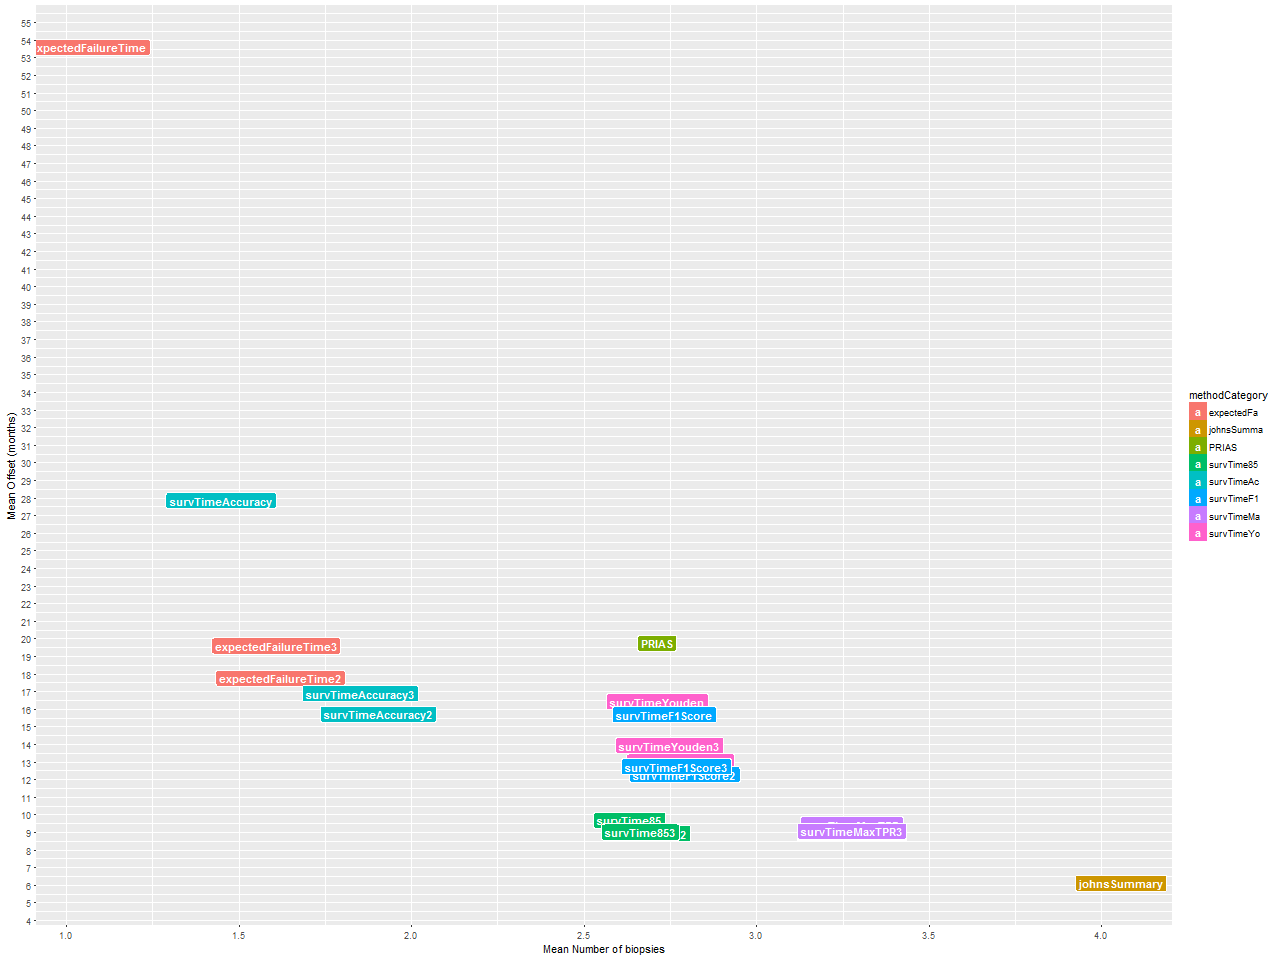 55
54
53
52
51
50
49
48
47
46
45
44
43
42
41
40
39
38
37
36
35
34
33
32
31
30
29
28
27
26
25
24
23
22
21
20
19
18
17
16
15
14
13
12
11
10
9
8
7
6
5
4
Mean Offset (months)
xpectedFailureTime
survTimeAccuracy
expectedFailureTime3
PRIAS
expectedFailureTime2
survTimeAccuracy3
survTimeYouden
survTimeAccuracy2
survTimeF1Score
survTimeYouden3
survTimeF1Score3
survTimeF1Score2
survTime85
survTime853
2
survTimeMaxTPR3
johnsSummary
1.0 1.5 2.0 2.5 3.0 3.5 4.0
Mean Number of biopsies
methodCategory
a expectedFa
a johnsSumma
a PRIAS
a survTime85
a survTimeAc
a survTimeF1
a survTimeMa
a survTimeYo